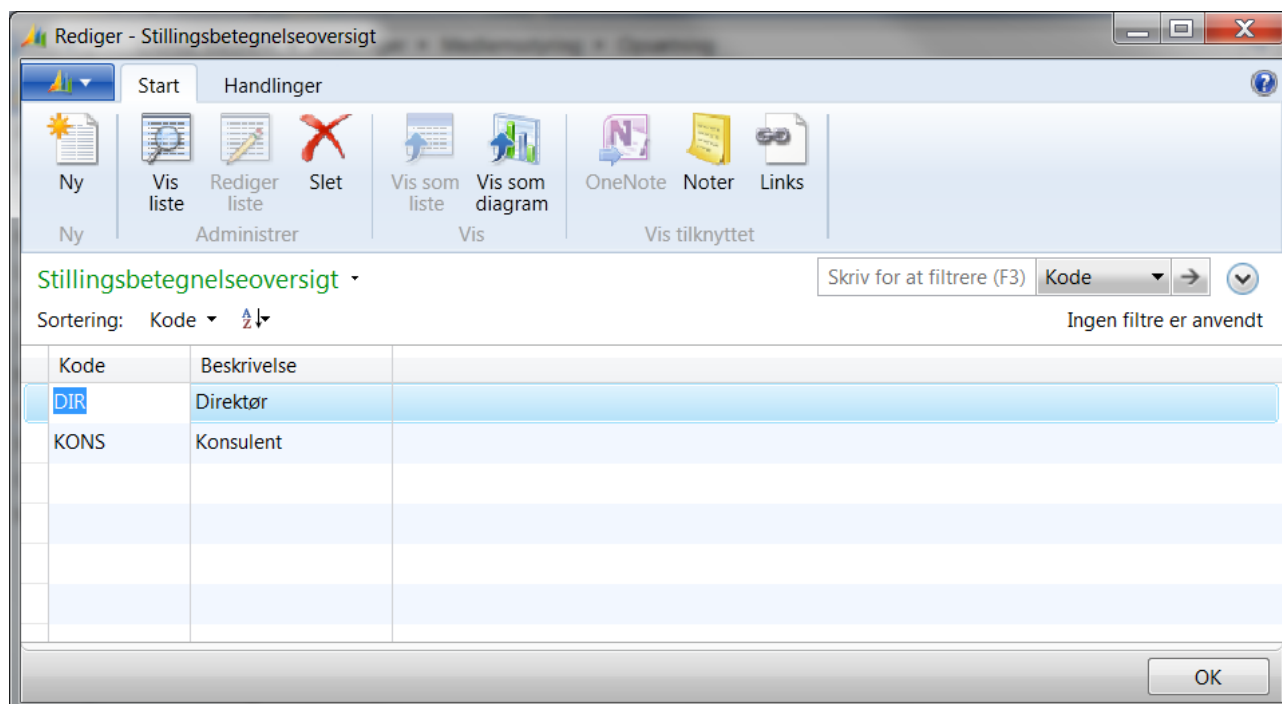 Rediger - Stillingsbetegnelseoversigt
Start Handlinger
Ny Vis liste Rediger liste Slet Vis som liste Vis som diagram OneNote Noter Links
Ny Administrer Vis Vis tilknyttet
Stillingsbetegnelseoversigt
Skriv for at filtrere (F3) Kode
Sortering: Kode
Ingen filtre er anvendt
Kode Beskrivelse
DIR Direktør
KONS Konsulent
OK